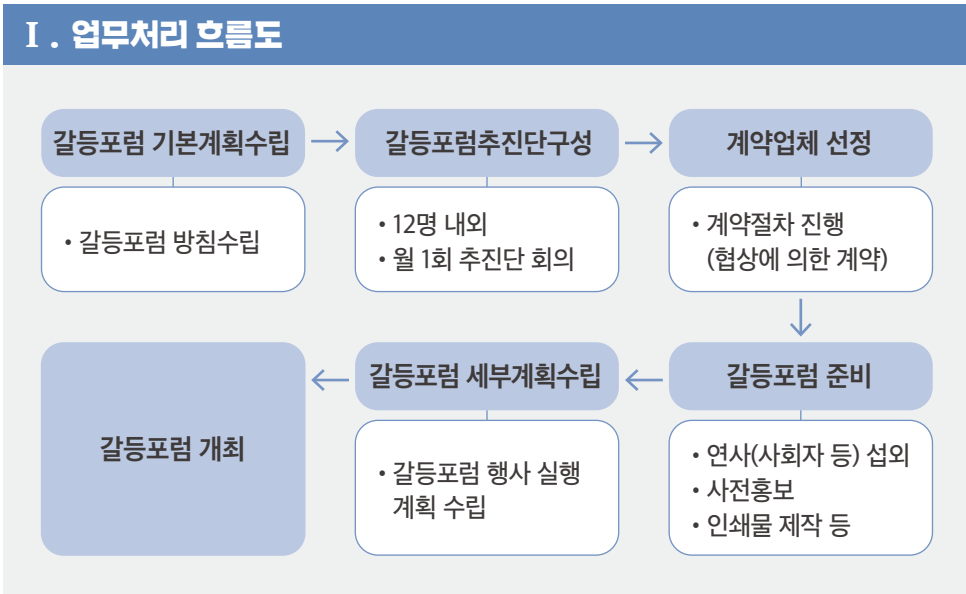 Ⅰ. 업무처리 흐름도
갈등포럼 기본계획수립
• 갈등포럼 방침수립
갈등포럼추진단구성
• 12명 내외
• 월 1회 추진단 회의
계약업체 선정
• 계약절차 진행
(협상에 의한 계약)
갈등포럼 준비
• 연사(사회자 등) 섭외
• 사전홍보
• 인쇄물 제작 등
갈등포럼 세부계획수립
• 갈등포럼 행사 실행
계획 수립
갈등포럼 개최